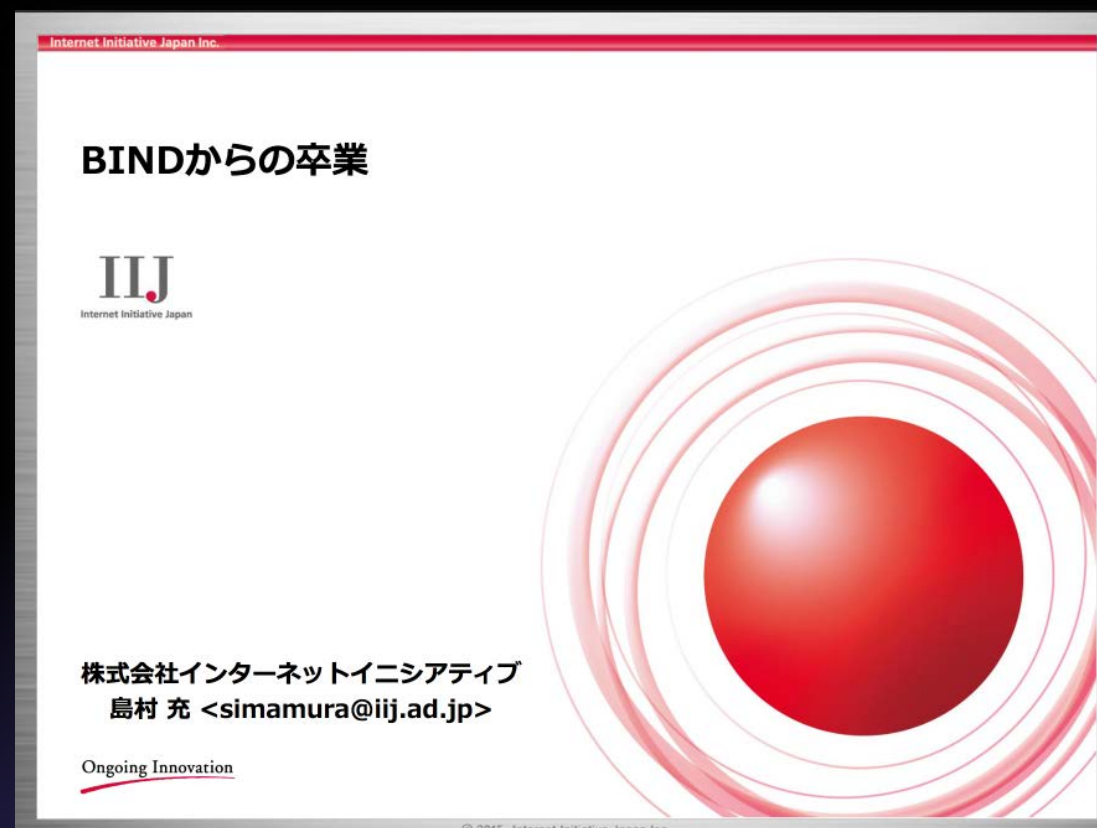 Internet Initiative Japan Inc.
BINDからの卒業
IIJ
Internet Initiative Japan
株式会社インターネットイニシアティブ
島村 充 <simamura@iij.ad.jp>
Ongoing Innovation